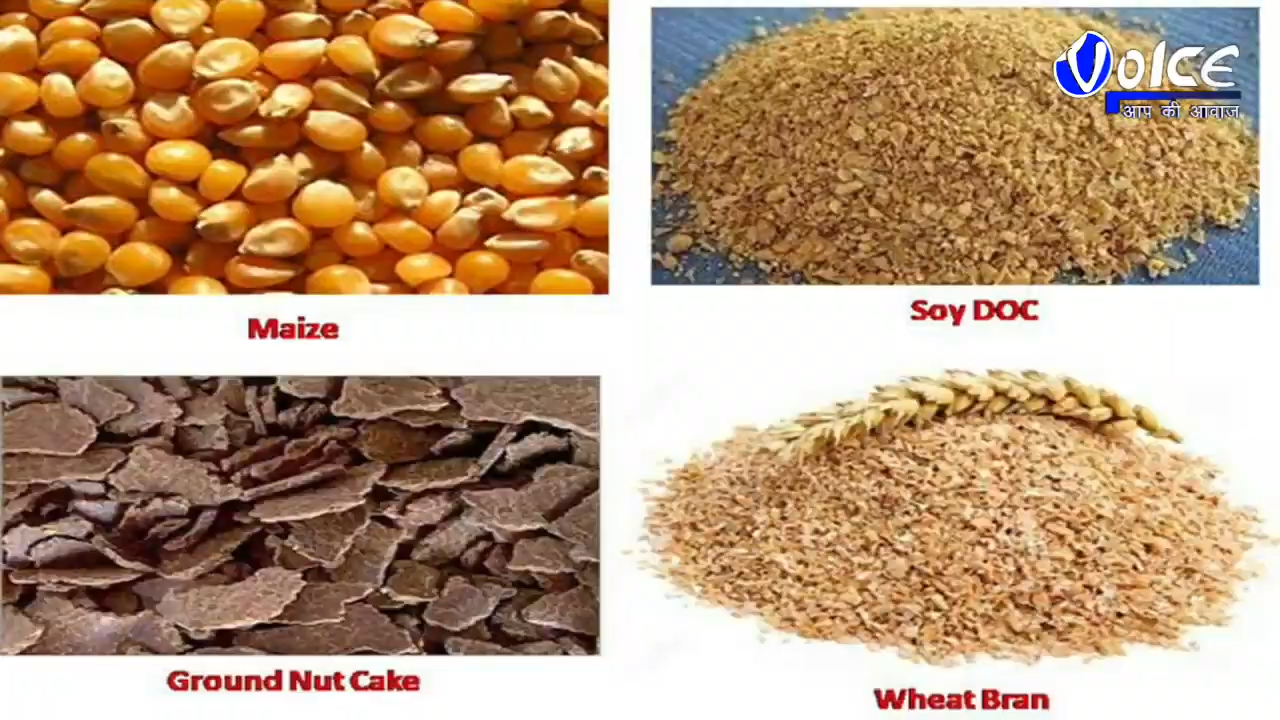 VOICE
आप की आवाज़
Maize
Soy DOC
Ground Nut Cake
Wheat Bran